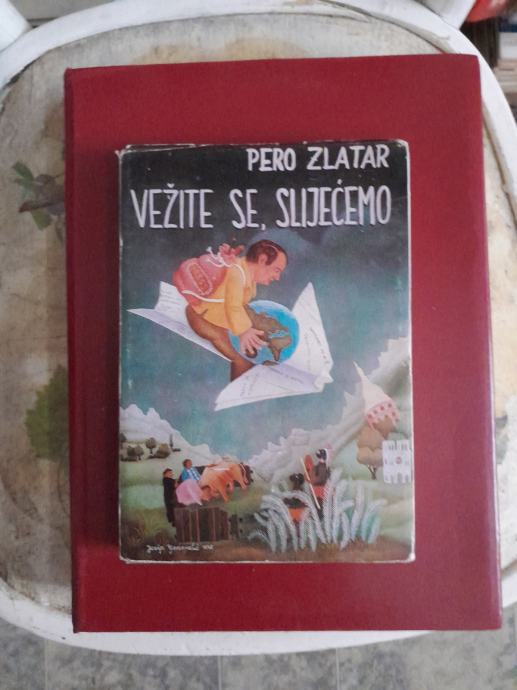 PERO ZLATAR
VEŽITE SE, SLIJEĆEMO